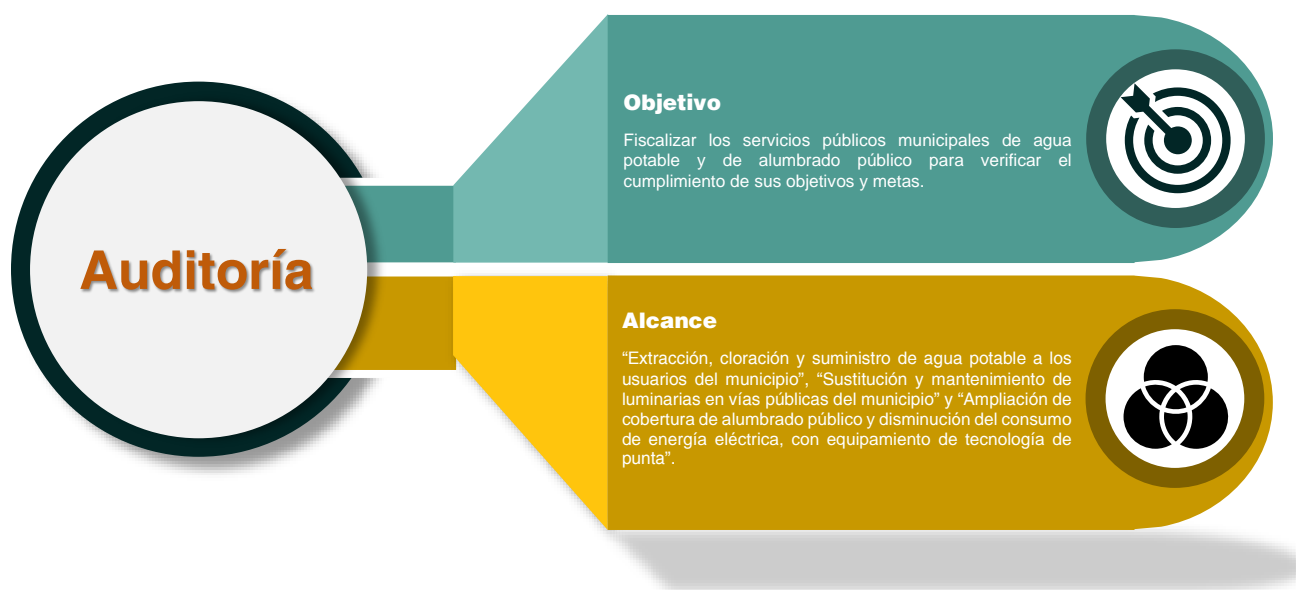 Auditoría
Objetivo
Fiscalizar los servicios públicos municipales de agua
potable y de alumbrado público para verificar el
cumplimiento de sus objetivos y metas.
Alcance
“Extracción, cloración y suministro de agua potable a los
usuarios del municipio”, “Sustitución y mantenimiento de
luminarias en vías públicas del municipio” y “Ampliación de
cobertura de alumbrado público y disminución del consumo
de energía eléctrica, con equipamiento de tecnología de
punta”.